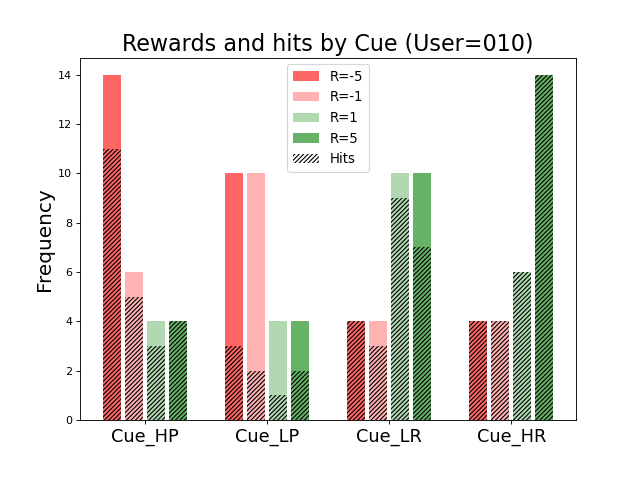 Rewards and hits by Cue (User=010)
R=-5
R=-1
R=1
R=5
Hits
Frequency
14
12
10
8
6
4
2
0
Cue_HP
Cue_LP
Cue_LR
Cue_HR